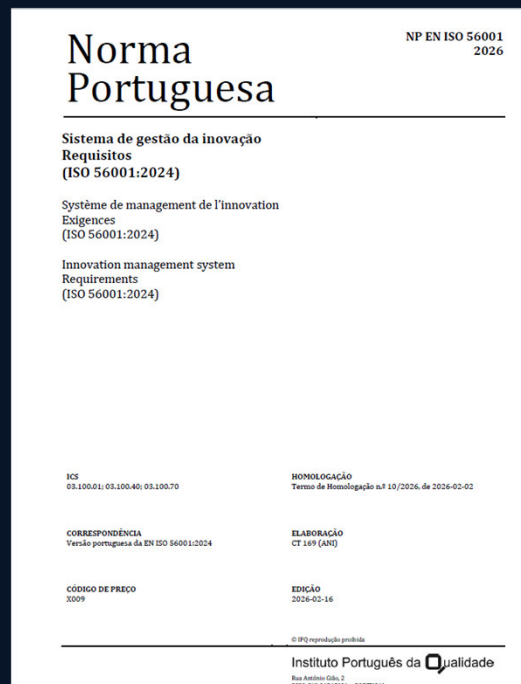 Norma
Portuguesa
NP EN ISO 56001
2026
Sistema de gestão da inovação
Requisitos
(ISO 56001:2024)
Système de management de l’innovation
Exigences
(ISO 56001:2024)
Innovation management system
Requirements
(ISO 56001:2024)
ICS
03.100.01; 03.100.40; 03.100.70
HOMOLOGAÇÃO
Termo de Homologação n.º 10/2026, de 2026-02-02
CORRESPONDÊNCIA
Versão portuguesa da EN ISO 56001:2024
ELABORAÇÃO
CT 169 (ANI)
CÓDIGO DE PREÇO
X009
EDIÇÃO
2026-02-16
© IPQ reprodução proibida
Instituto Português da Qualidade
Rua António Gião, 2